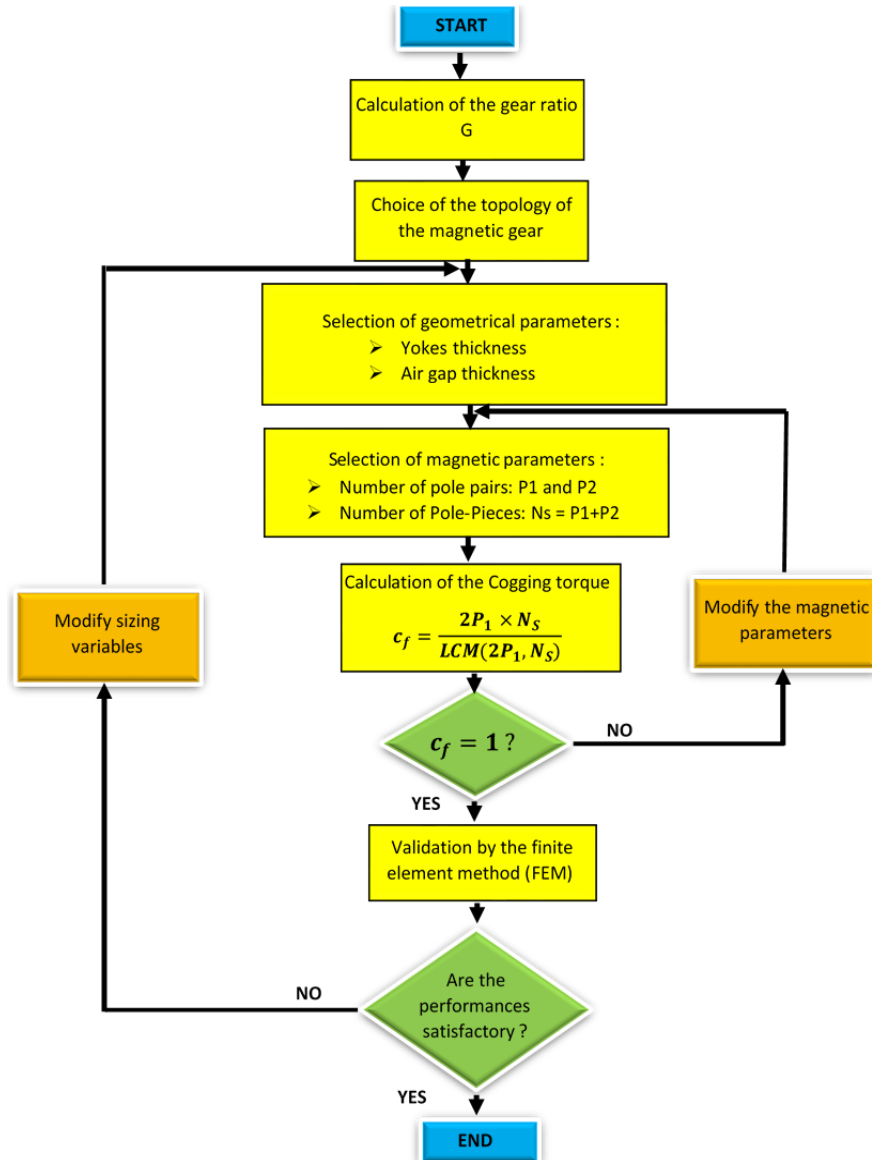 START
Calculation of the gear ratio
G
Choice of the topology of
the magnetic gear
Selection of geometrical parameters :
➢ Yokes thickness
➢ Air gap thickness
Selection of magnetic parameters :
➢ Number of pole pairs: P1 and P2
➢ Number of Pole-Pieces: Ns = P1+P2
Calculation of the Cogging torque
c_f = 2P_1 × N_S / LCM(2P_1, N_S)
Modify sizing
variables
Modify the magnetic
parameters
c_f = 1 ?
NO
YES
Validation by the finite
element method (FEM)
Are the
performances
satisfactory ?
NO
YES
END